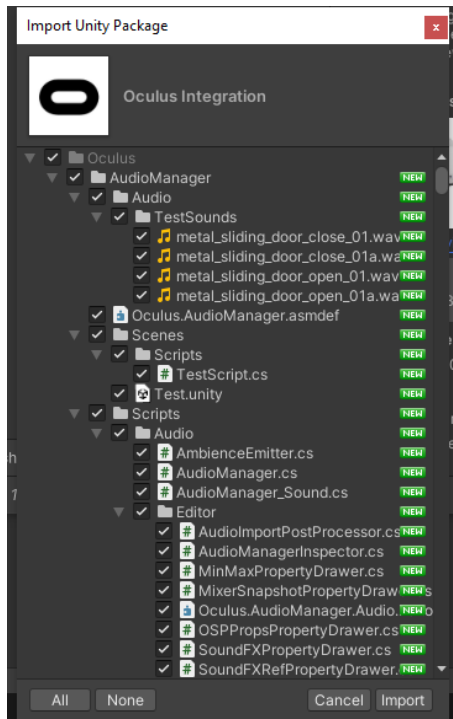 Import Unity Package
x
Oculus Integration
Oculus
AudioManager NEW
Audio NEW
TestSounds NEW
metal_sliding_door_close_01.wav NEW
metal_sliding_door_close_01a.wa NEW
metal_sliding_door_open_01.wav NEW
metal_sliding_door_open_01a.wa NEW
Oculus.AudioManager.asmdef NEW
Scenes NEW
Scripts NEW
TestScript.cs NEW
Test.unity NEW
Scripts NEW
Audio NEW
AmbienceEmitter.cs NEW
AudioManager.cs NEW
AudioManager_Sound.cs NEW
Editor NEW
AudioImportPostProcessor.cs NEW
AudioManagerInspector.cs NEW
MinMaxPropertyDrawer.cs NEW
MixerSnapshotPropertyDraw NEW s
Oculus.AudioManager.Audio. NEW o
OSPPropsPropertyDrawer.cs NEW
SoundFXPropertyDrawer.cs NEW
SoundFXRefPropertyDrawer. NEW
All None Cancel Import